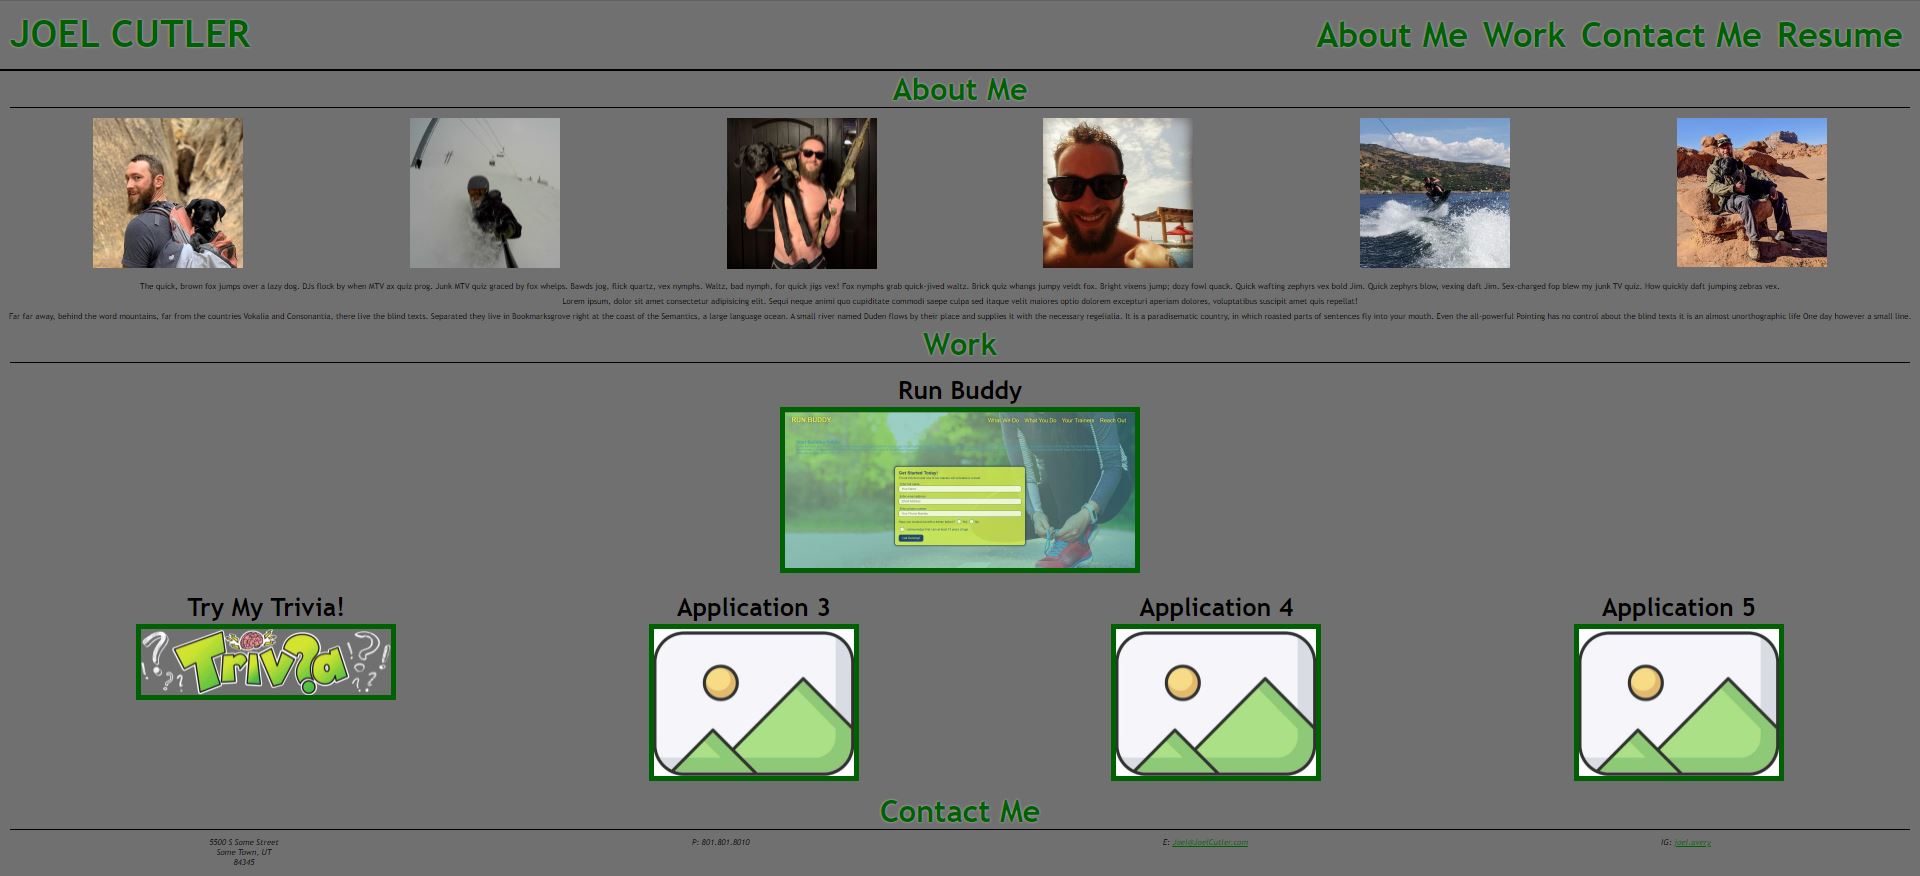 JOEL CUTLER
About Me Work Contact Me Resume
About Me
The quick, brown fox jumps over a lazy dog. DJs flock by when MTV ax quiz prog. Junk MTV quiz graced by fox whelps. Bawds jog, flick quartz, vex nymphs. Waltz, bad nymph, for quick jigs vex! Fox nymphs grab quick-jived waltz. Brick quiz whangs jumpy veldt fox. Bright vixens jump; dozy fowl quack. Quick wafting zephyrs vex bold Jim. Quick zephyrs blow, vexing daft Jim. Sex-charged fop blew my junk TV quiz. How quickly daft jumping zebras vex.
Lorem ipsum, dolor sit amet consectetur adipisicing elit. Sequi neque animi quo cupiditate commodi saepe culpa sed itaque velit maiores optio dolorem excepturi aperiam dolores, voluptatibus suscipit amet quis repellat!
Far far away, behind the word mountains, far from the countries Vokalia and Consonantia, there live the blind texts. Separated they live in Bookmarksgrove right at the coast of the Semantics, a large language ocean. A small river named Duden flows by their place and supplies it with the necessary regelialia. It is a paradisematic country, in which roasted parts of sentences fly into your mouth. Even the all-powerful Pointing has no control about the blind texts it is an almost unorthographic life One day however a small line.
Work
Run Buddy
RUN BUDDY
What We Do What You Do Your Trainers Reach Out
Get Started Today!
Try My Trivia!
Application 3
Application 4
Application 5
Triv?a
Contact Me
5500 S Some Street
Some Town, UT
84345
P: 801.801.8010
E: Joel@JoelCutler.com
IG: joel.avery